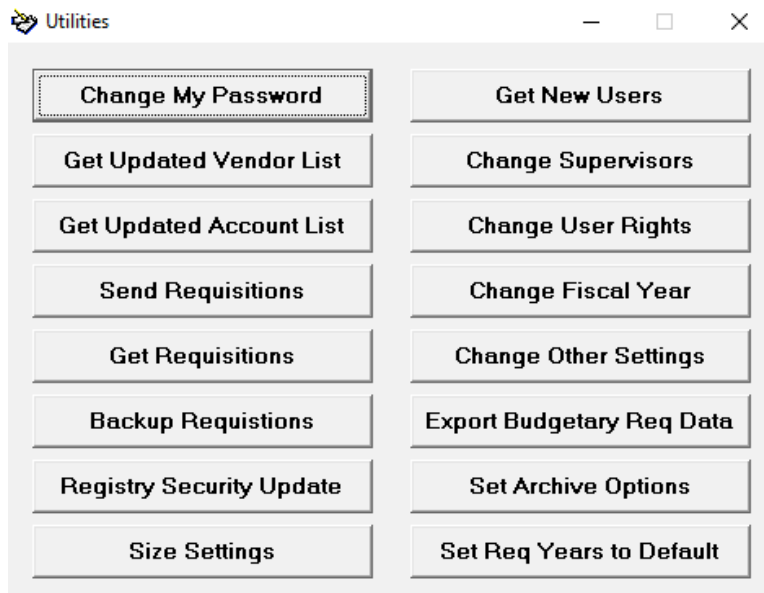 Utilities
Change My Password
Get New Users
Get Updated Vendor List
Change Supervisors
Get Updated Account List
Change User Rights
Send Requisitions
Change Fiscal Year
Get Requisitions
Change Other Settings
Backup Requistions
Export Budgetary Req Data
Registry Security Update
Set Archive Options
Size Settings
Set Req Years to Default